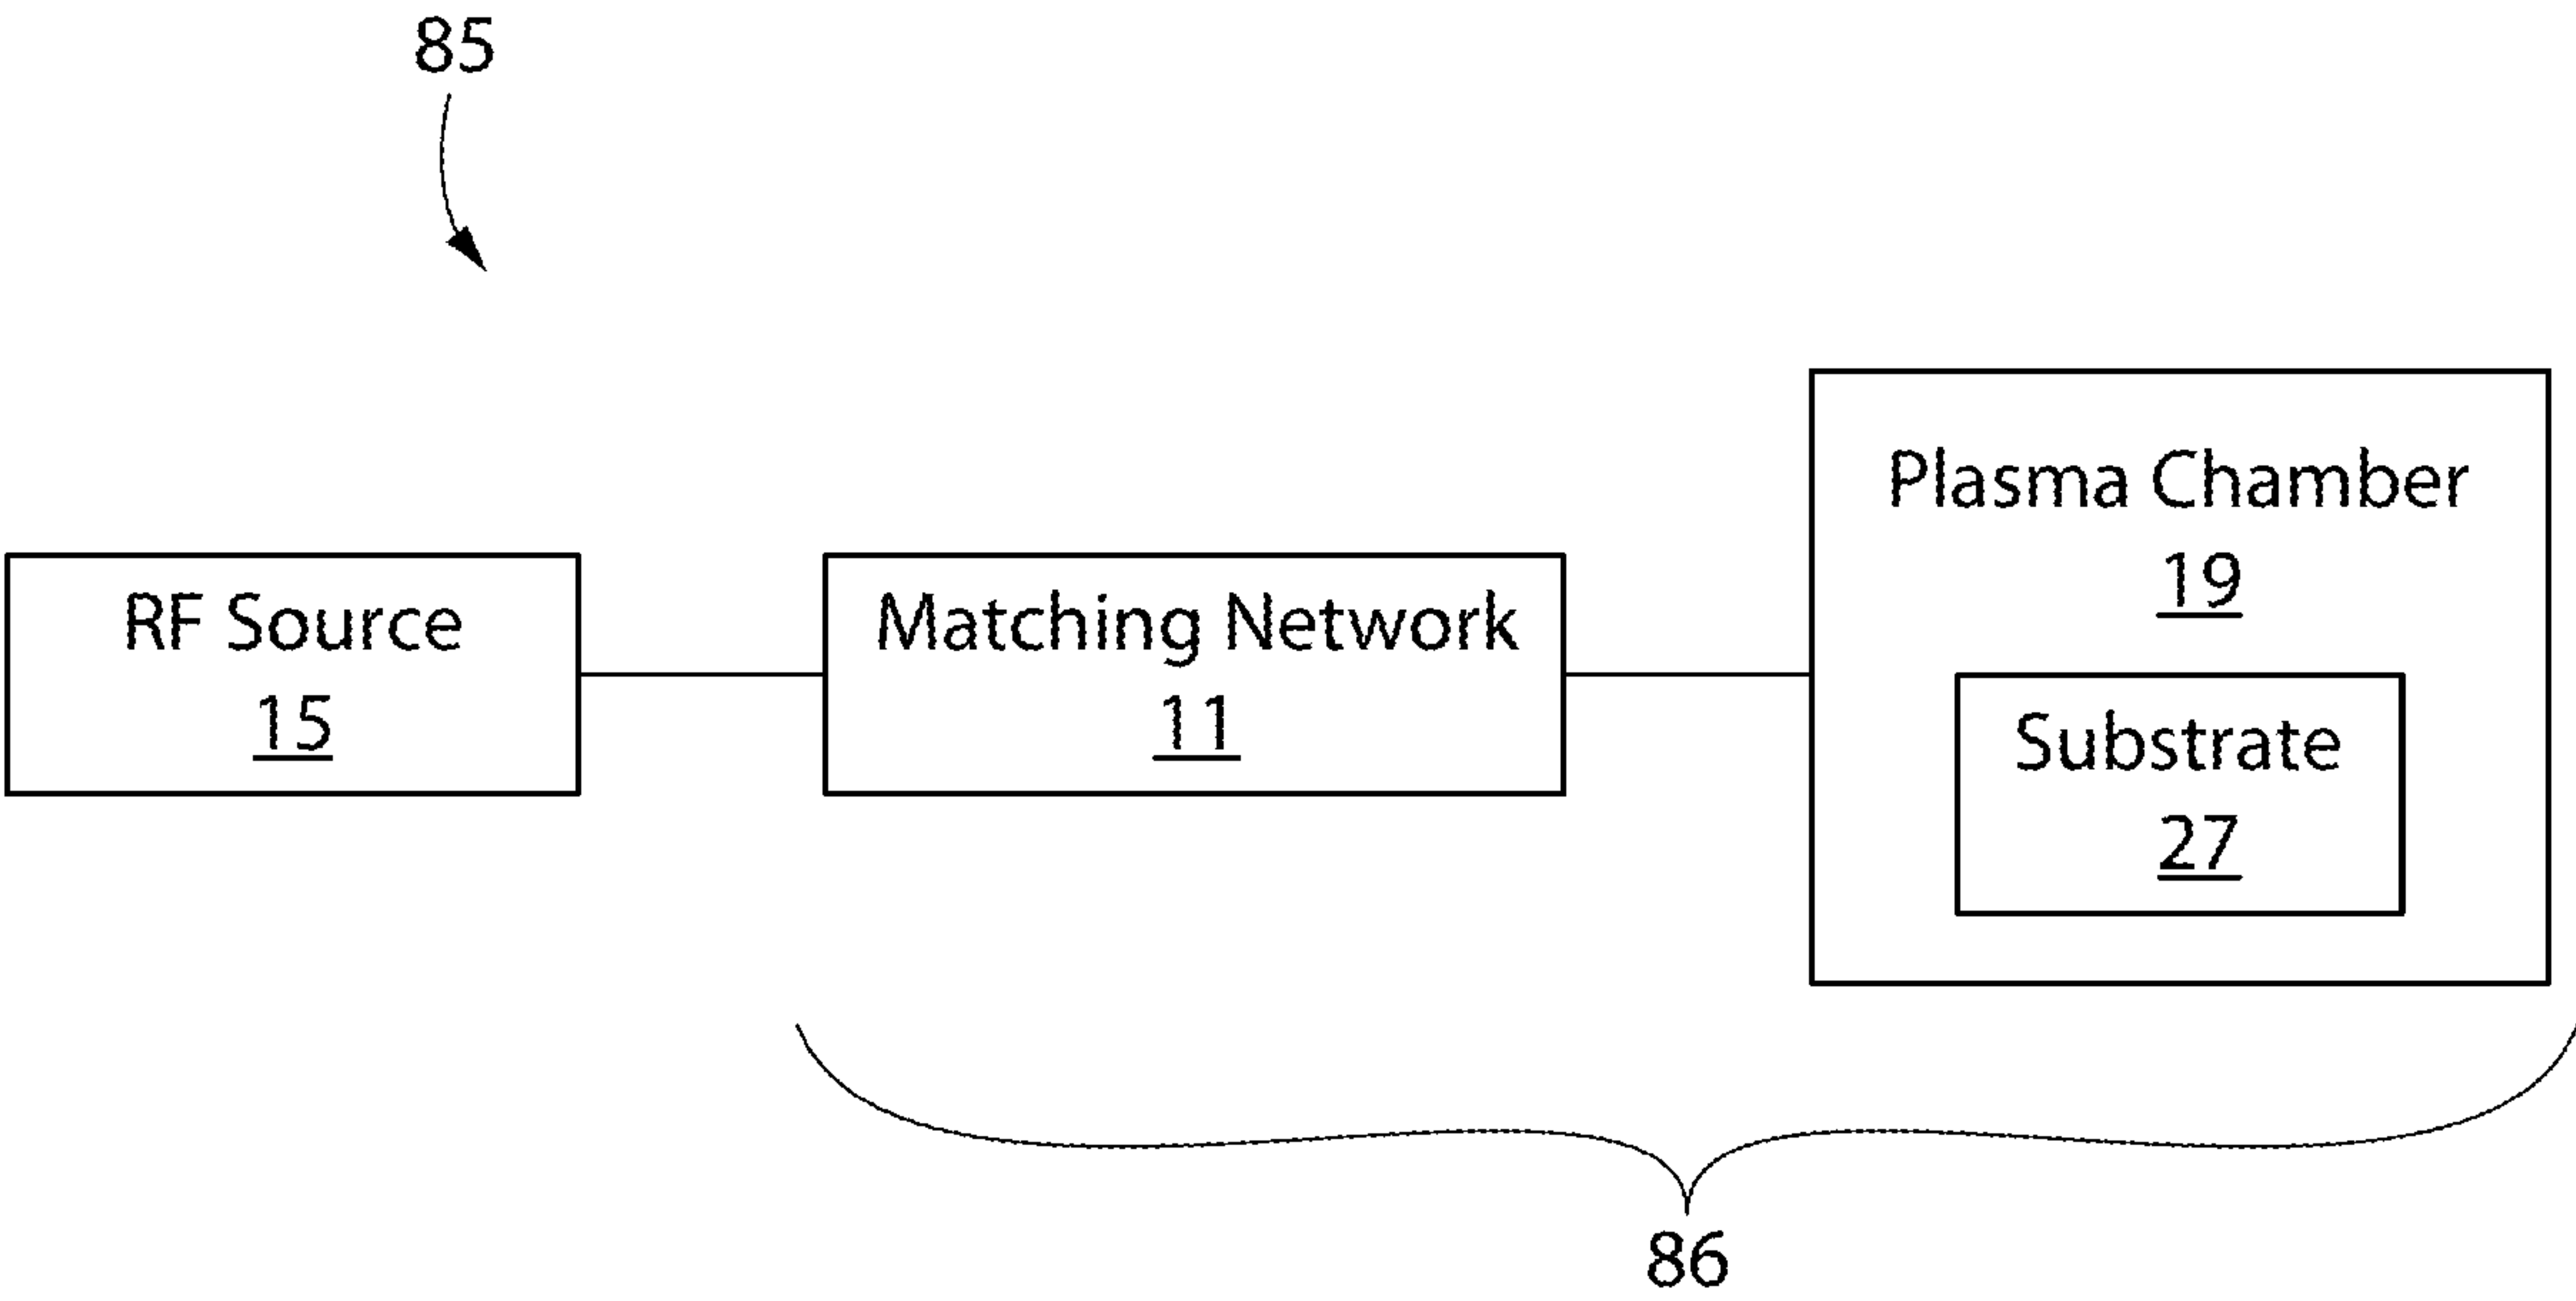 85
RF Source
15
Matching Network
11
Plasma Chamber
19
Substrate
27
86